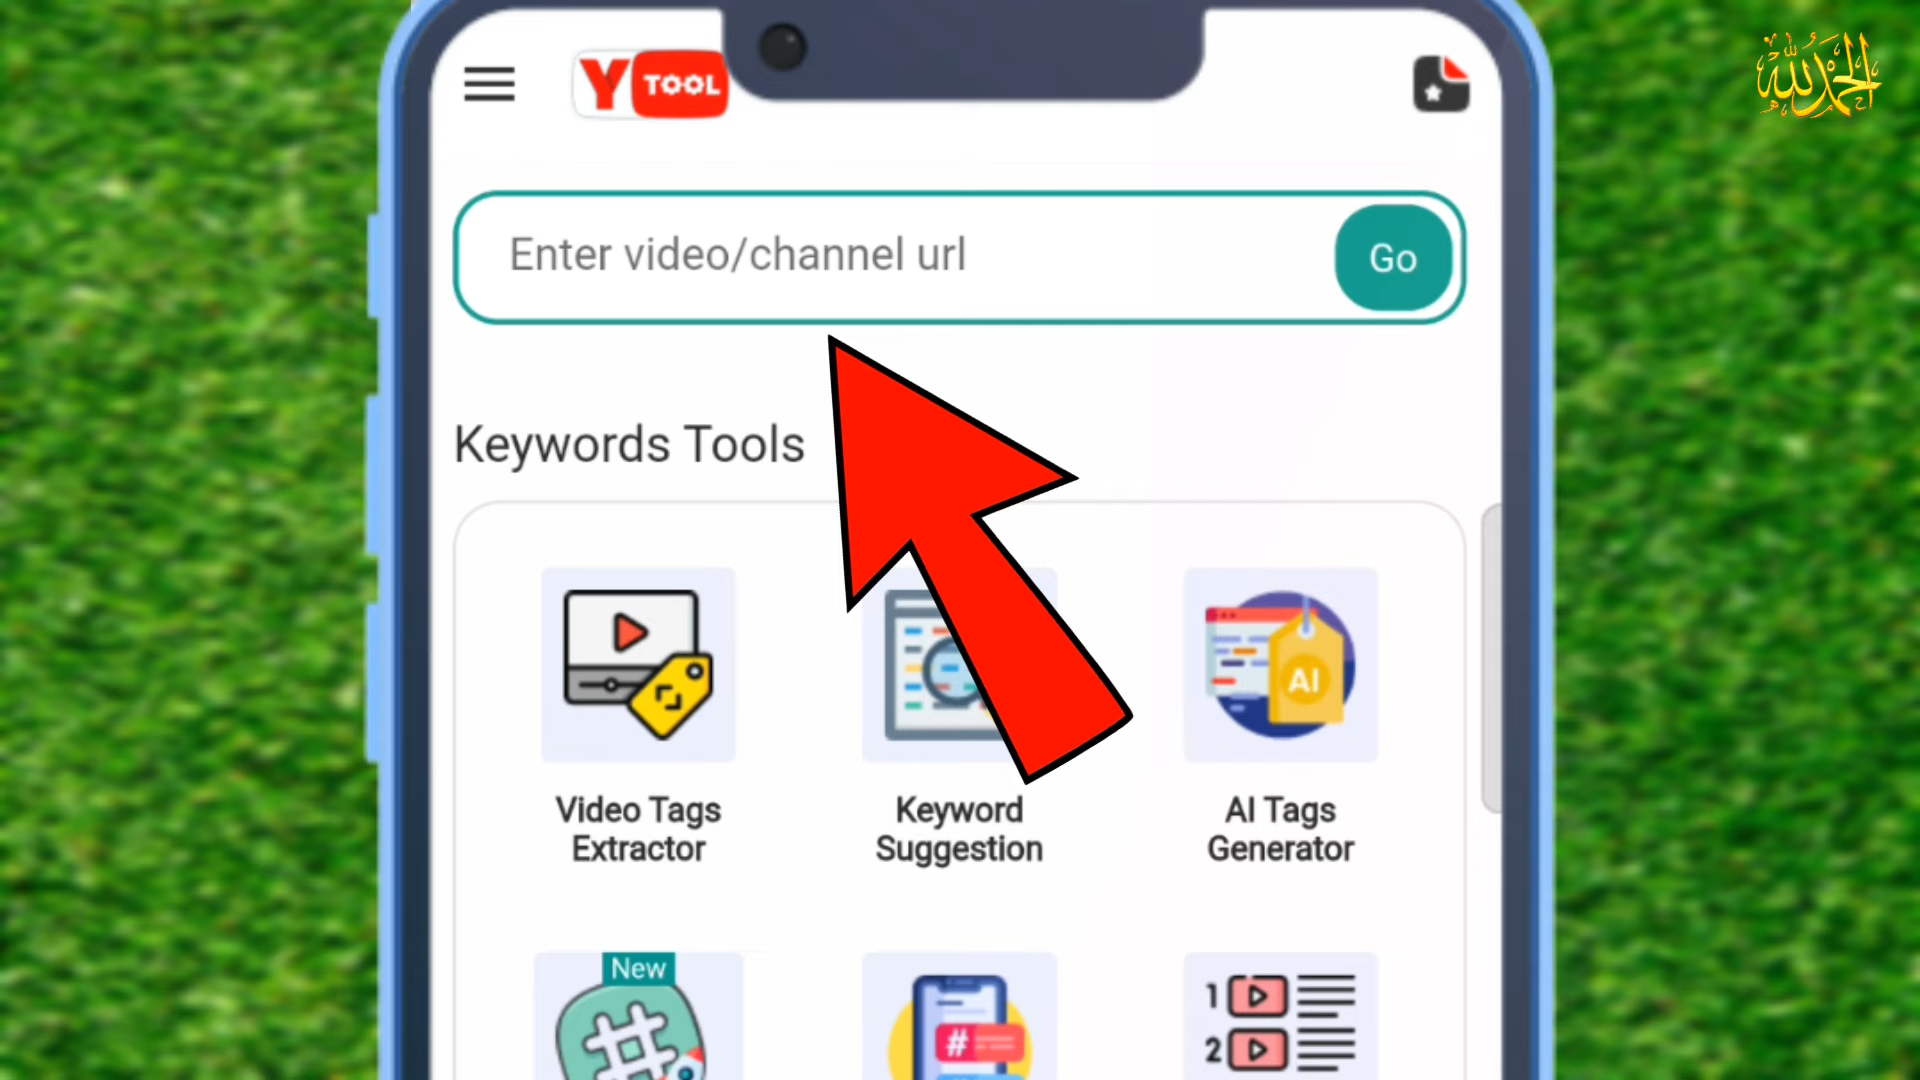 Y TOOL
الحمد لله
Enter video/channel url
Go
Keywords Tools
AI
Video Tags
Extractor
Keyword
Suggestion
AI Tags
Generator
New
#
#
1
2